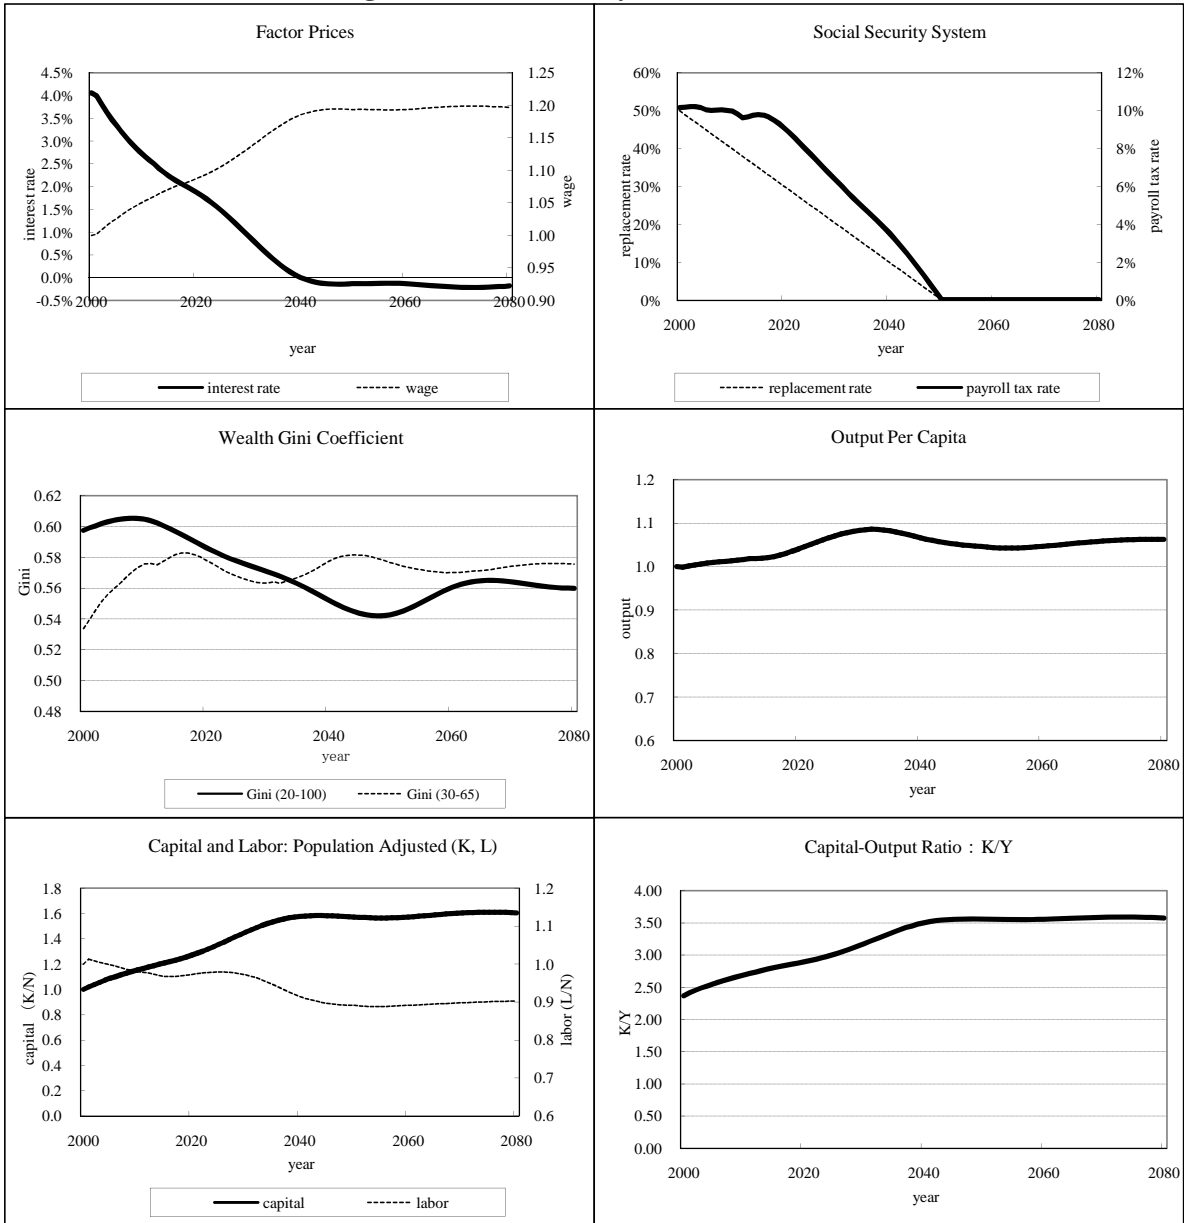 Factor Prices
4.5%
4.0%
3.5%
3.0%
2.5%
2.0%
1.5%
1.0%
0.5%
0.0%
-0.5%
interest rate
1.25
1.20
1.15
1.10
1.05
1.00
0.95
0.90
wage
2000 2020 2040 2060 2080
year
interest rate wage
Social Security System
60%
50%
40%
30%
20%
10%
0%
replacement rate
12%
10%
8%
6%
4%
2%
0%
payroll tax rate
2000 2020 2040 2060 2080
year
replacement rate payroll tax rate
Wealth Gini Coefficient
0.62
0.60
0.58
0.56
0.54
0.52
0.50
0.48
Gini
2000 2020 2040 2060 2080
year
Gini (20-100) Gini (30-65)
Output Per Capita
1.2
1.1
1.0
0.9
0.8
0.7
0.6
output
2000 2020 2040 2060 2080
year
Capital and Labor: Population Adjusted (K, L)
1.8
1.6
1.4
1.2
1.0
0.8
0.6
0.4
0.2
0.0
capital (K/N)
1.2
1.1
1.0
0.9
0.8
0.7
0.6
labor (L/N)
2000 2020 2040 2060 2080
year
capital labor
Capital-Output Ratio：K/Y
4.00
3.50
3.00
2.50
2.00
1.50
1.00
0.50
0.00
K/Y
2000 2020 2040 2060 2080
year